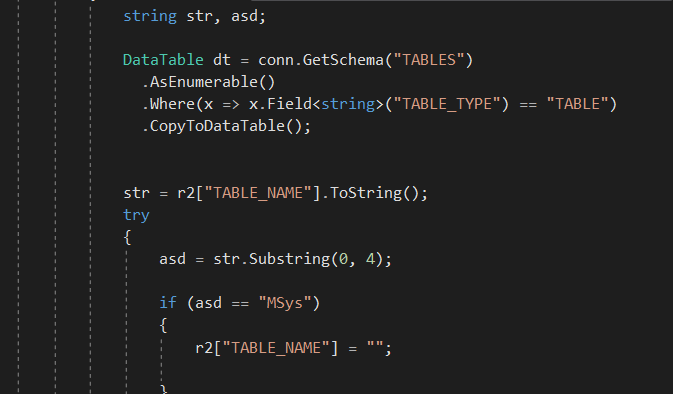 string str, asd;
DataTable dt = conn.GetSchema("TABLES")
.AsEnumerable()
.Where(x => x.Field<string>("TABLE_TYPE") == "TABLE")
.CopyToDataTable();
str = r2["TABLE_NAME"].ToString();
try
{
asd = str.Substring(0, 4);
if (asd == "MSys")
{
r2["TABLE_NAME"] = "";
}